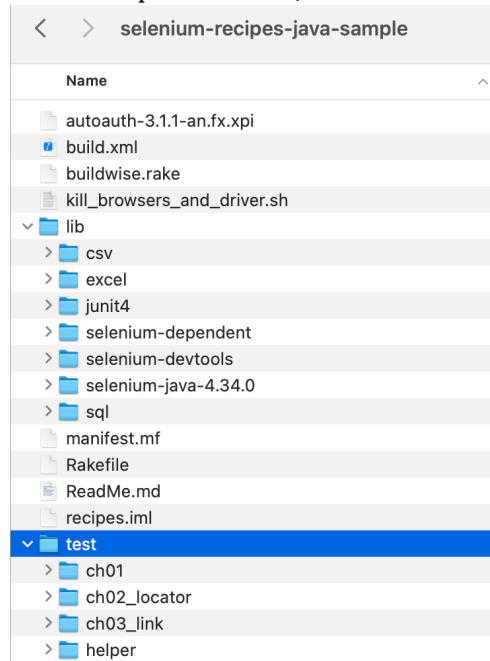 selenium-recipes-java-sample
Name
autoauth-3.1.1-an.fx.xpi
build.xml
buildwise.rake
kill_browsers_and_driver.sh
lib
csv
excel
junit4
selenium-dependent
selenium-devtools
selenium-java-4.34.0
sql
manifest.mf
Rakefile
ReadMe.md
recipes.iml
test
ch01
ch02_locator
ch03_link
helper